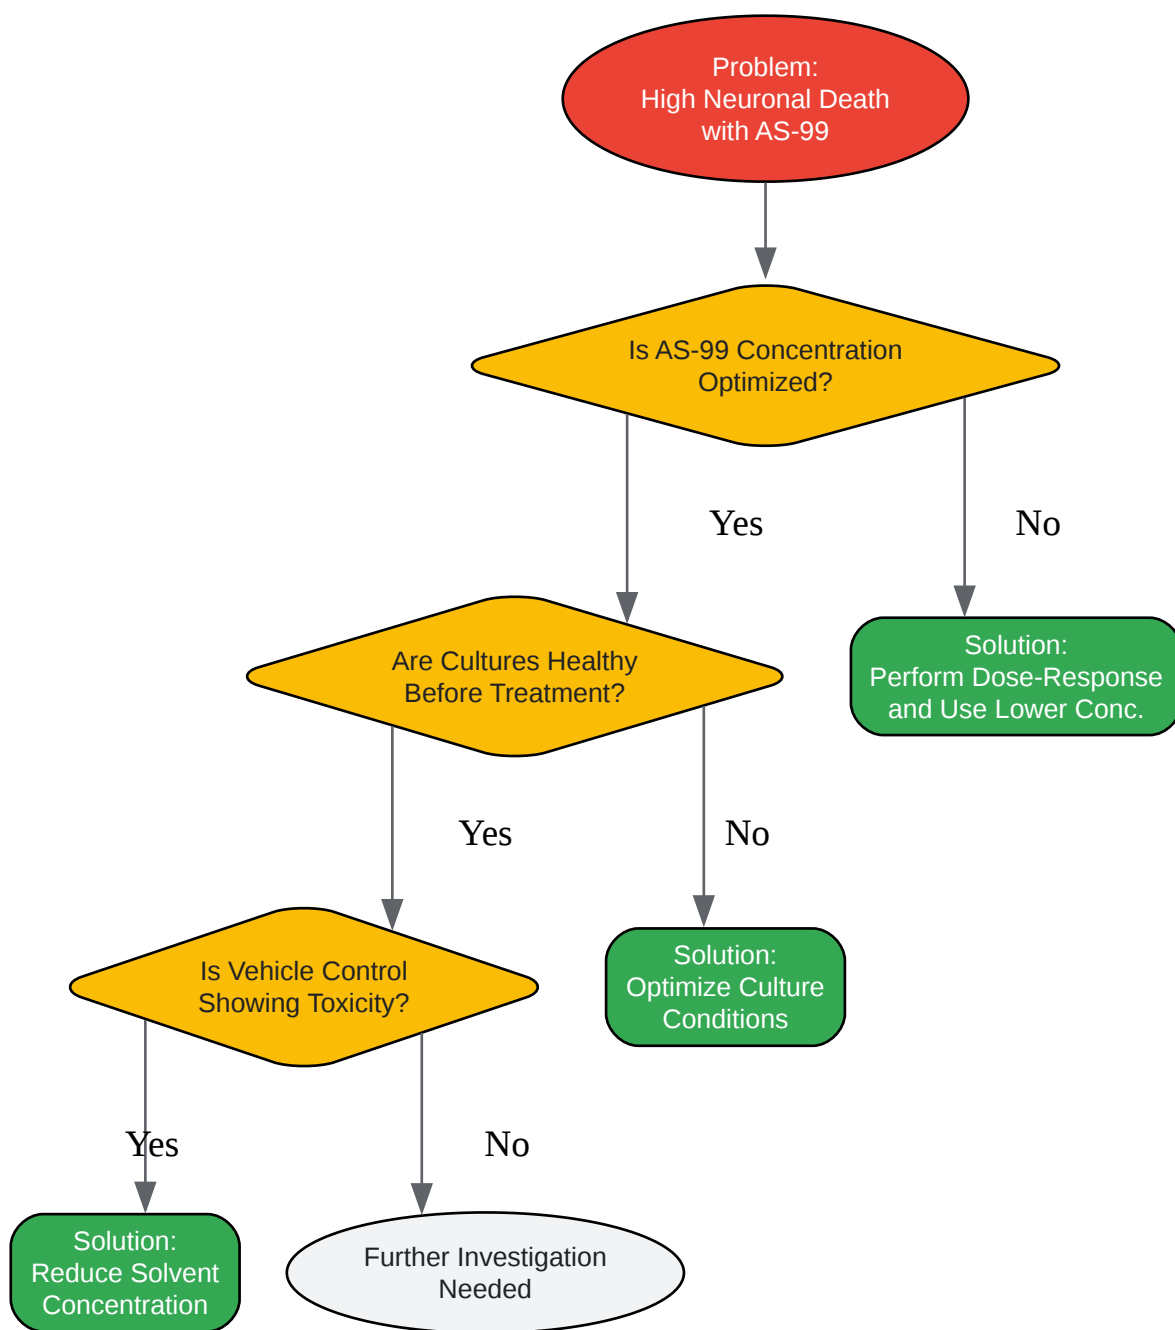 Problem:
High Neuronal Death
with AS-99
Is AS-99 Concentration
Optimized?
Yes
No
Are Cultures Healthy
Before Treatment?
Solution:
Perform Dose-Response
and Use Lower Conc.
Yes
No
Is Vehicle Control
Showing Toxicity?
Solution:
Optimize Culture
Conditions
Yes
No
Solution:
Reduce Solvent
Concentration
Further Investigation
Needed